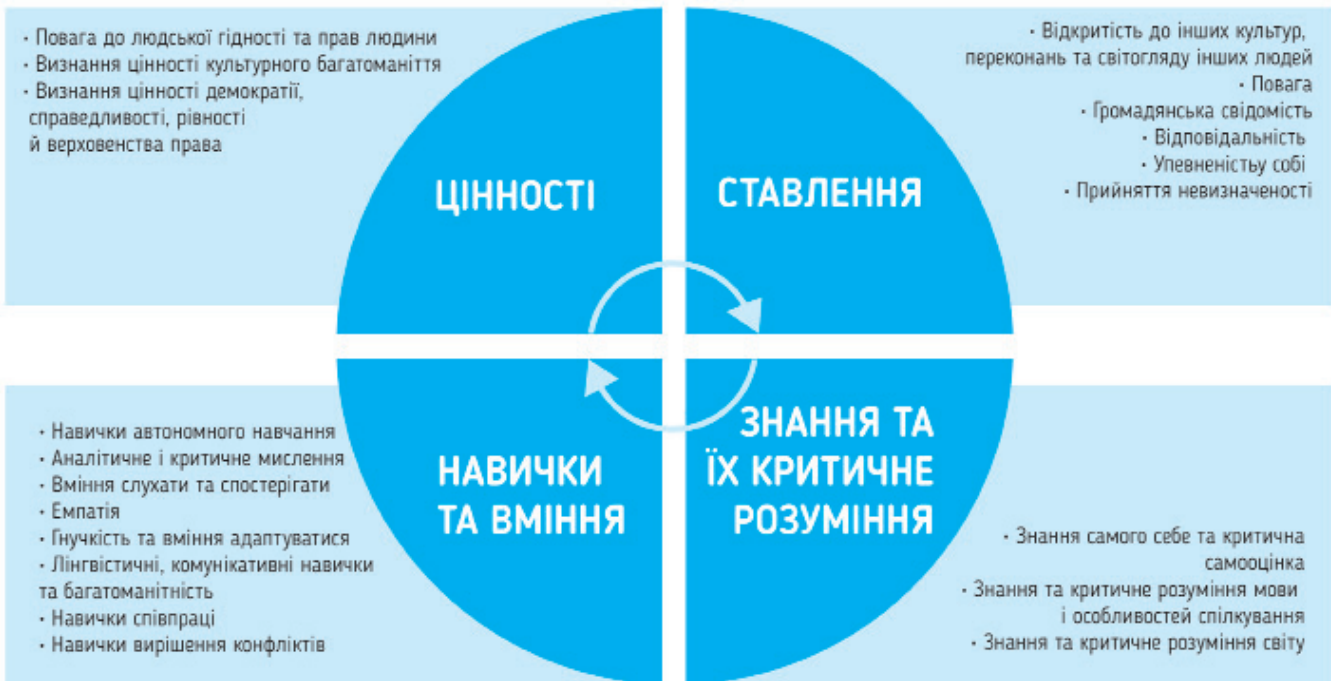 · Повага до людської гідності та прав людини
· Визнання цінності культурного багатоманіття
· Визнання цінності демократії,
справедливості, рівності
й верховенства права
ЦІННОСТІ
· Відкритість до інших культур,
переконань та світогляду інших людей
· Повага
· Громадянська свідомість
· Відповідальність
· Упевненістьу собі
· Прийняття невизначеності
СТАВЛЕННЯ
· Навички автономного навчання
· Аналітичне і критичне мислення
· Вміння слухати та спостерігати
· Емпатія
· Гнучкість та вміння адаптуватися
· Лінгвістичні, комунікативні навички
та багатоманітність
· Навички співпраці
· Навички вирішення конфліктів
НАВИЧКИ
ТА ВМІННЯ
ЗНАННЯ ТА
ЇХ КРИТИЧНЕ
РОЗУМІННЯ
· Знання самого себе та критична
самооцінка
· Знання та критичне розуміння мови
і особливостей спілкування
· Знання та критичне розуміння світу